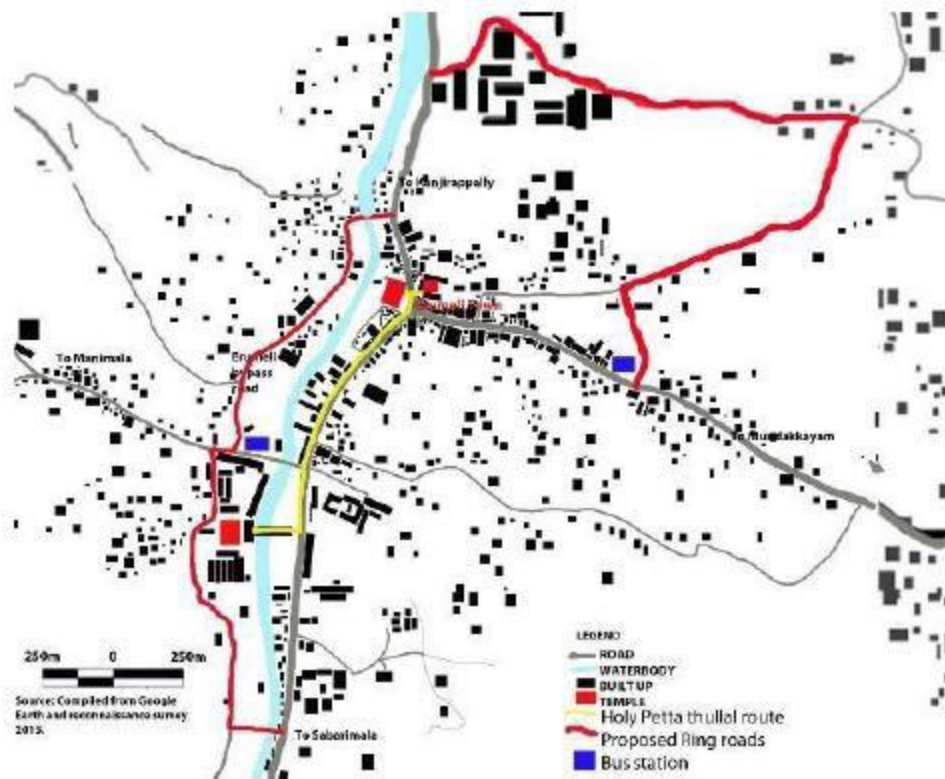 To Kanjirappally
To Manimala
Erumeli
bypass
road
To Mundakkayam
250m 0 250m
Source: Compiled from Google
Earth and reconnaissance survey
2015.
To Sabarimala
LEGEND
ROAD
WATERBODY
BUILTUP
TEMPLE
Holy Petta thullal route
Proposed Ring roads
Bus station